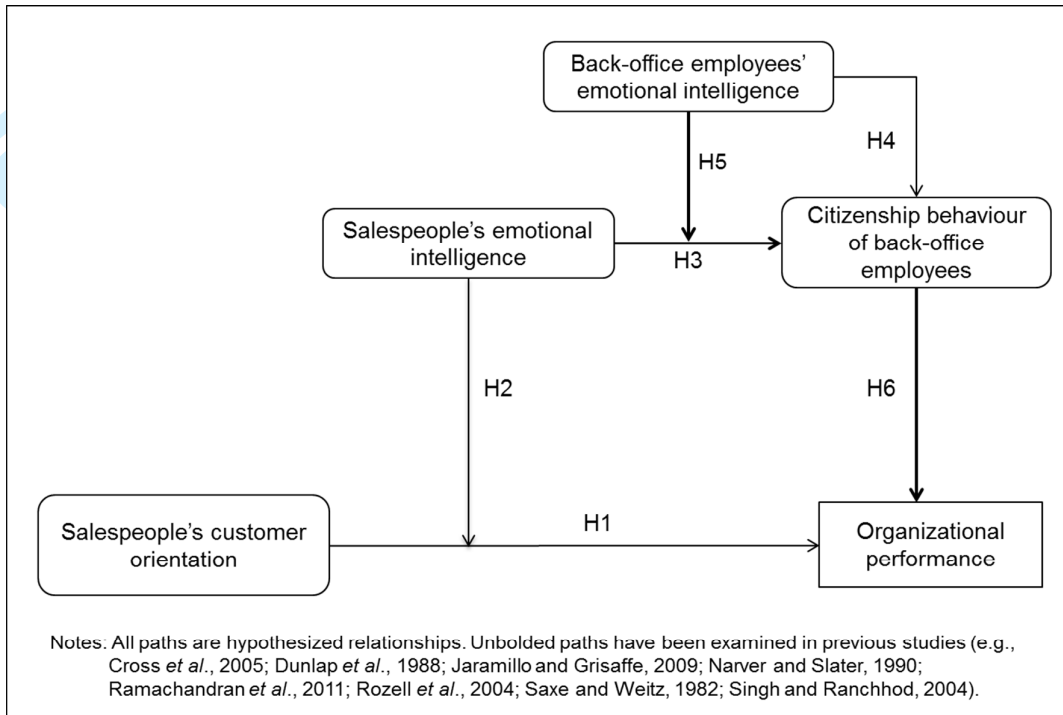 Back-office employees'
emotional intelligence
H4
H5
Salespeople's emotional
intelligence
H3
Citizenship behaviour
of back-office
employees
H2
H6
Salespeople's customer
orientation
H1
Organizational
performance
Notes: All paths are hypothesized relationships. Unbolded paths have been examined in previous studies (e.g.,
Cross et al., 2005; Dunlap et al., 1988; Jaramillo and Grisaffe, 2009; Narver and Slater, 1990;
Ramachandran et al., 2011; Rozell et al., 2004; Saxe and Weitz, 1982; Singh and Ranchhod, 2004).